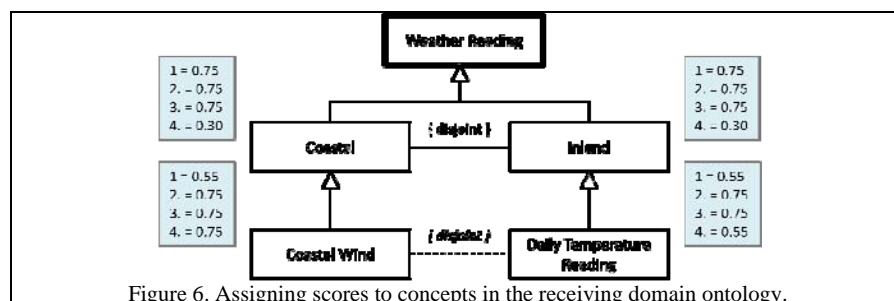 Weather Reading
1 = 0.75
2. = 0.75
3. = 0.75
4. = 0.30
1 = 0.75
2. = 0.75
3. = 0.75
4. = 0.30
{ disjoint }
Coastal
Inland
1 = 0.55
2. = 0.75
3. = 0.75
4. = 0.75
1 = 0.55
2. = 0.75
3. = 0.75
4. = 0.55
{ disjoint }
Coastal Wind
Daily Temperature
Reading
Figure 6. Assigning scores to concepts in the receiving domain ontology.